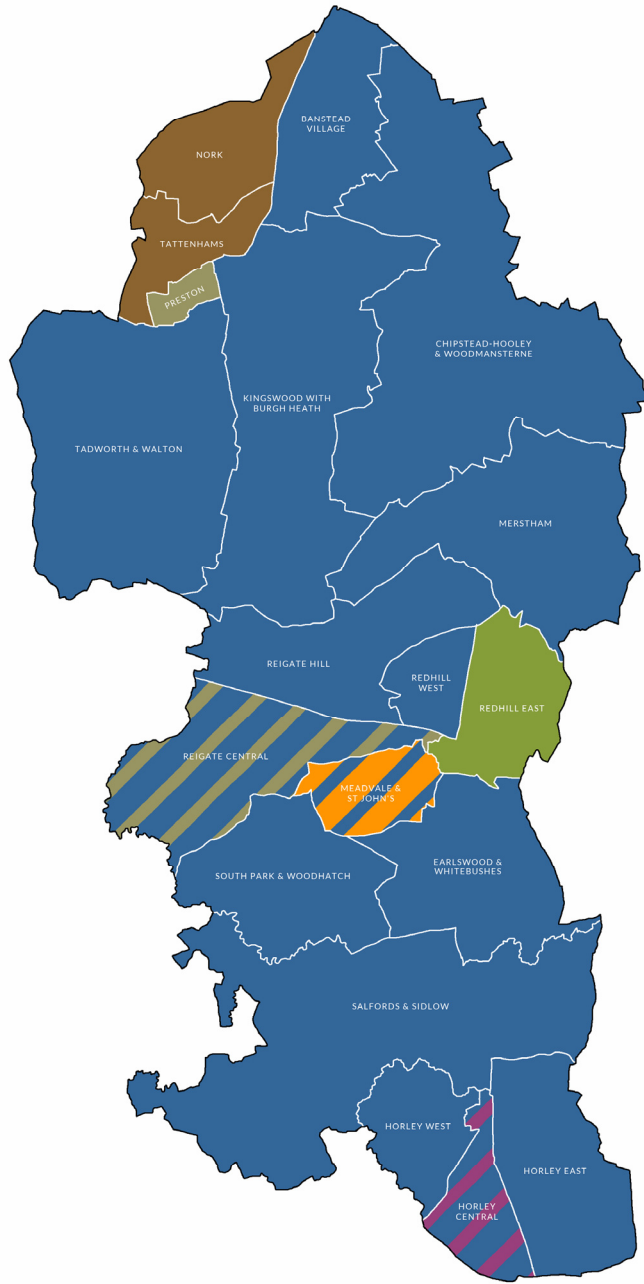 BANSTEAD
VILLAGE
NORK
TATTENHAMS
PRESTON
CHIPSTEAD-HOOLEY
& WOODMANSTERNE
KINGSWOOD WITH
BURGH HEATH
TADWORTH & WALTON
MERSTHAM
REIGATE HILL
REDHILL
WEST
REDHILL EAST
REIGATE CENTRAL
MEADVALE &
ST JOHN'S
EARLSWOOD &
WHITEBUSHES
SOUTH PARK & WOODHATCH
SALFORDS & SIDLOW
HORLEY WEST
HORLEY EAST
HORLEY
CENTRAL